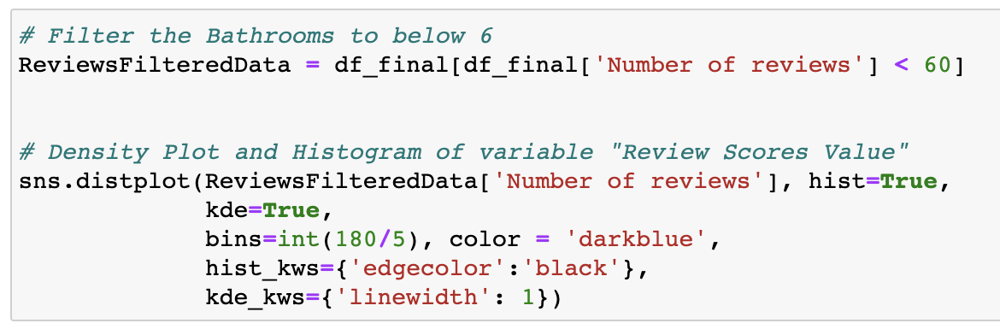 # Filter the Bathrooms to below 6
ReviewsFilteredData = df_final[df_final['Number of reviews'] < 60]
# Density Plot and Histogram of variable "Review Scores Value"
sns.distplot(ReviewsFilteredData['Number of reviews'], hist=True,
             kde=True,
             bins=int(180/5), color = 'darkblue',
             hist_kws={'edgecolor':'black'},
             kde_kws={'linewidth': 1})